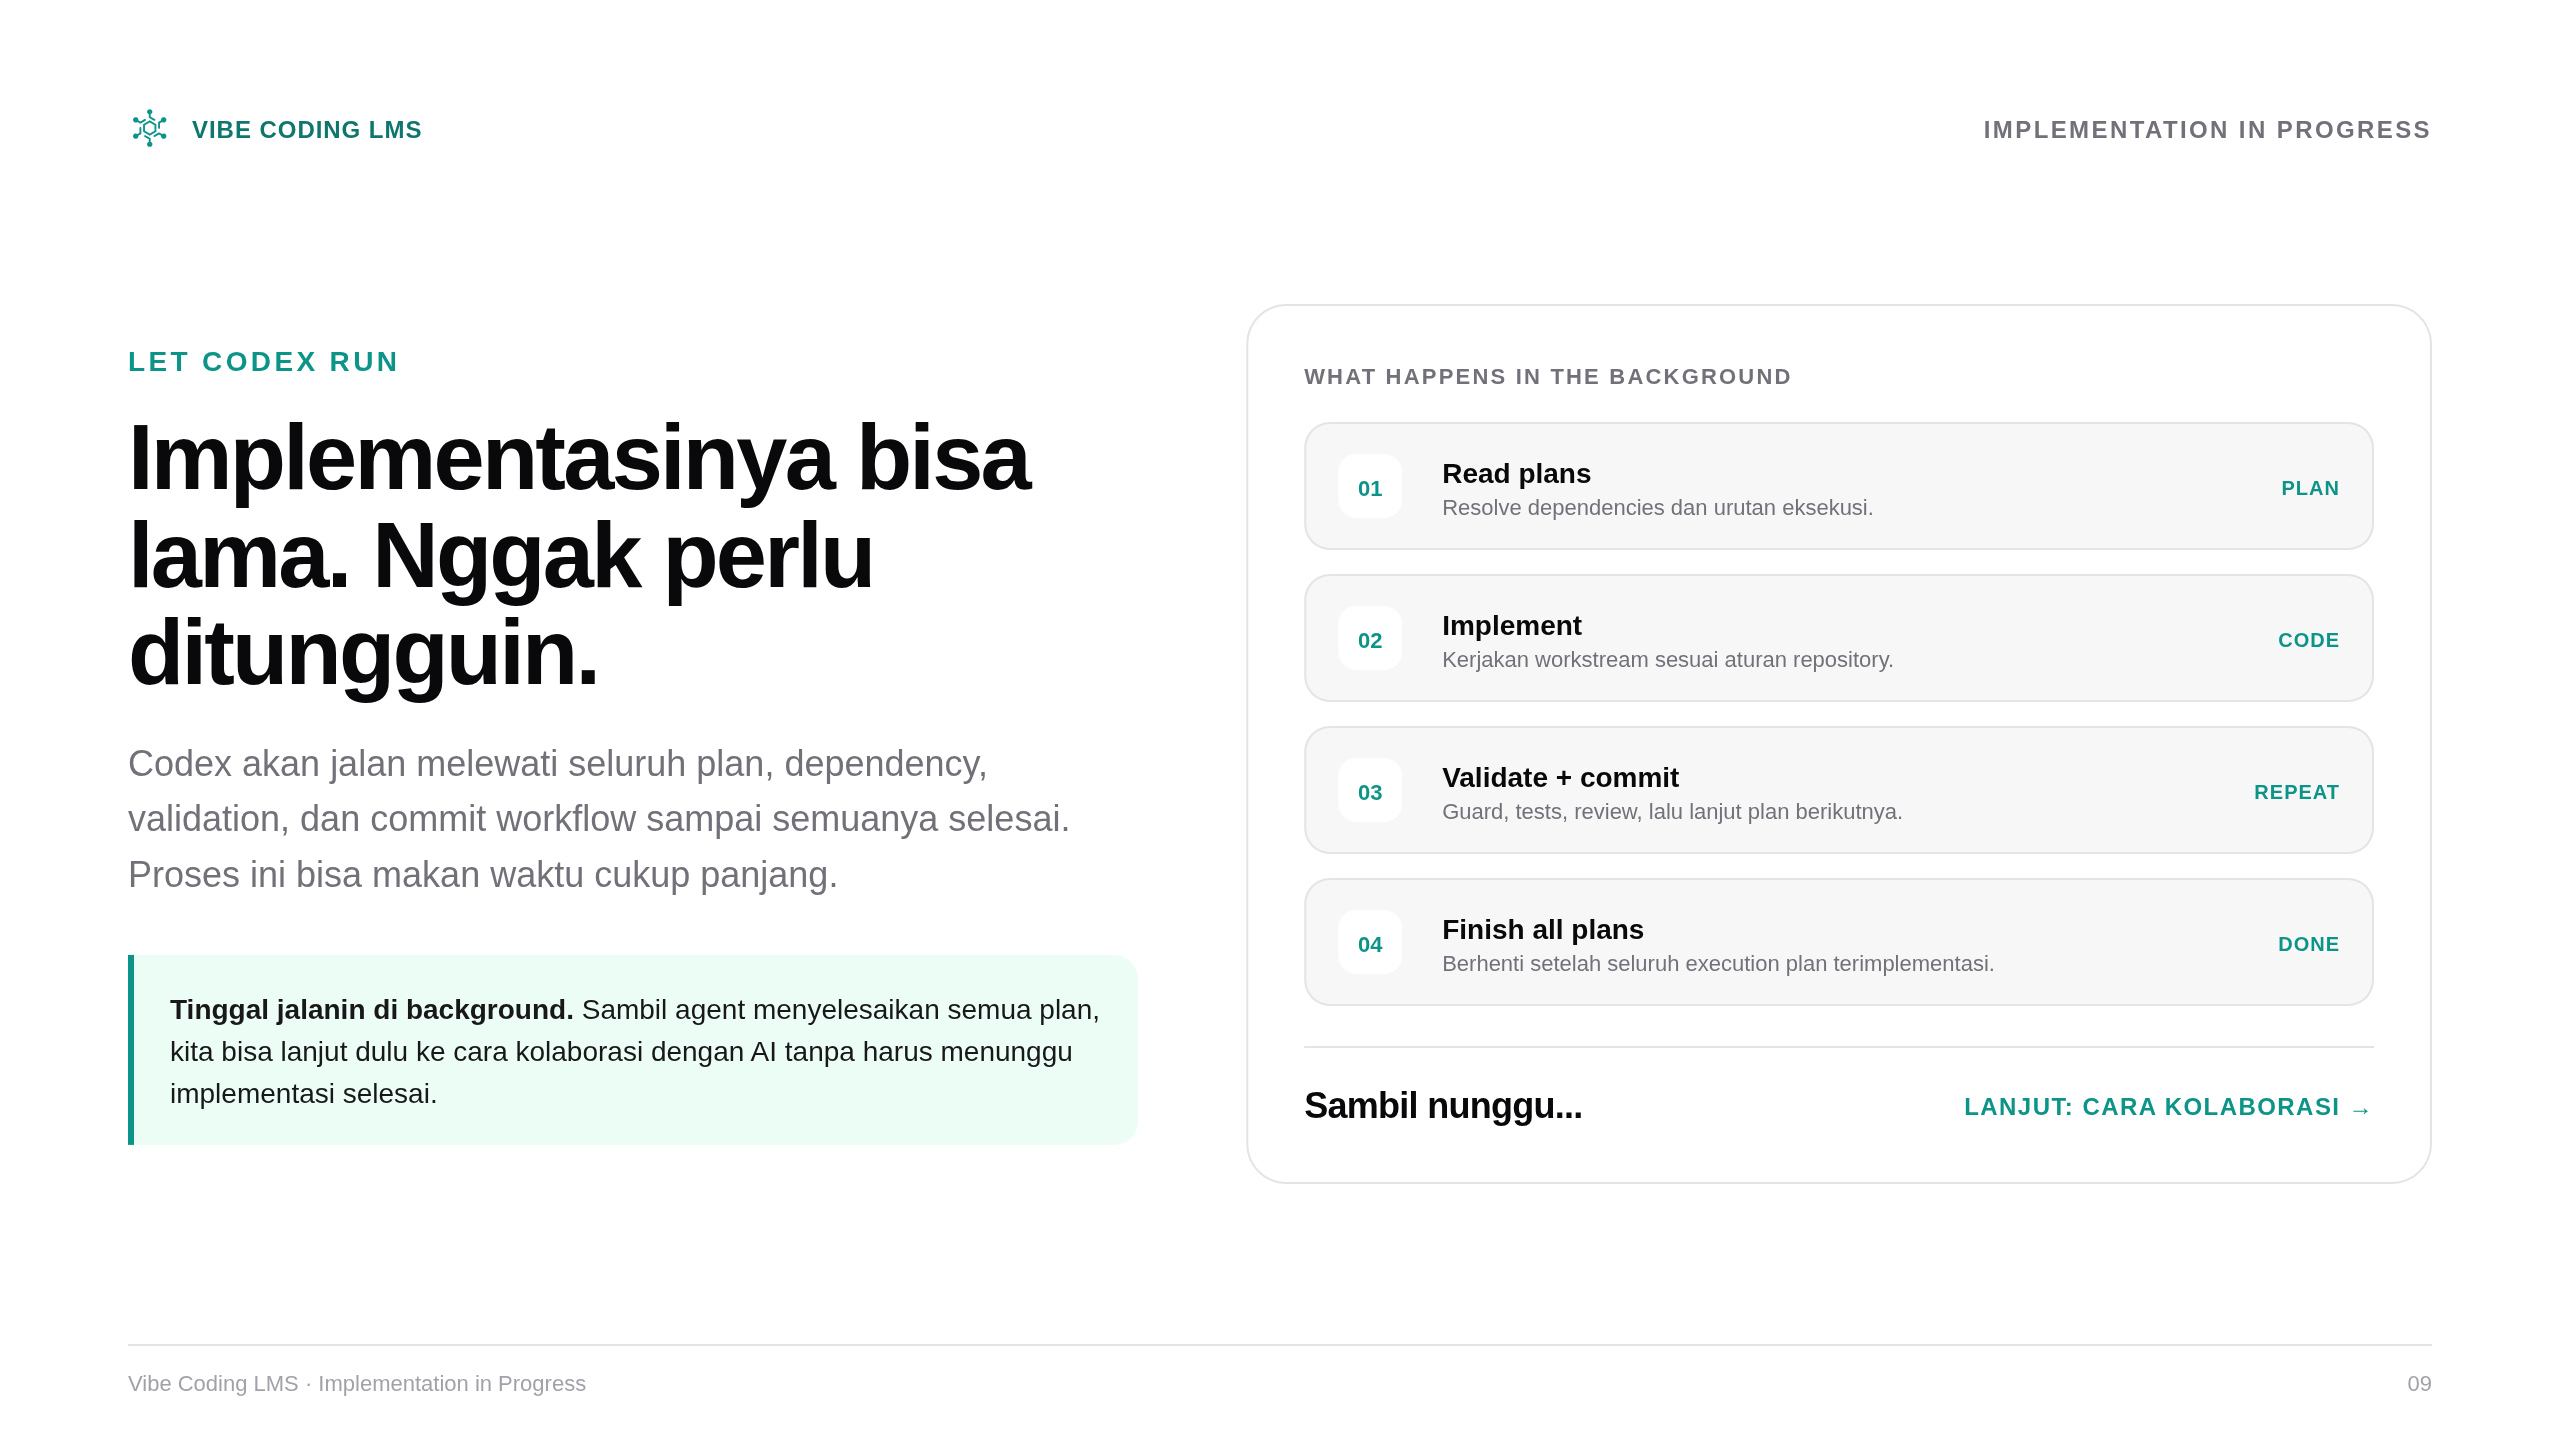 VIBE CODING LMS
IMPLEMENTATION IN PROGRESS
LET CODEX RUN
Implementasinya bisa
lama. Nggak perlu
ditungguin.
Codex akan jalan melewati seluruh plan, dependency,
validation, dan commit workflow sampai semuanya selesai.
Proses ini bisa makan waktu cukup panjang.
Tinggal jalanin di background. Sambil agent menyelesaikan semua plan,
kita bisa lanjut dulu ke cara kolaborasi dengan AI tanpa harus menunggu
implementasi selesai.
WHAT HAPPENS IN THE BACKGROUND
01
Read plans
Resolve dependencies dan urutan eksekusi.
PLAN
02
Implement
Kerjakan workstream sesuai aturan repository.
CODE
03
Validate + commit
Guard, tests, review, lalu lanjut plan berikutnya.
REPEAT
04
Finish all plans
Berhenti setelah seluruh execution plan terimplementasi.
DONE
Sambil nunggu...
LANJUT: CARA KOLABORASI →
Vibe Coding LMS · Implementation in Progress
09